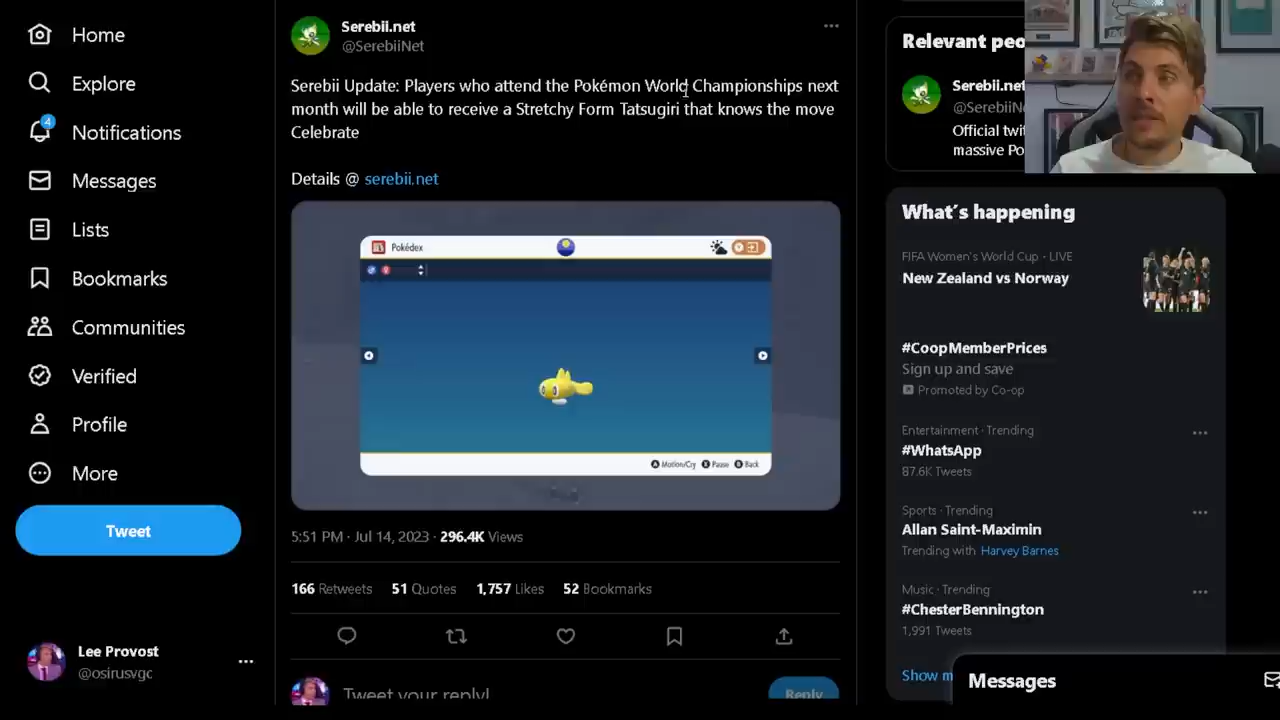 Home
Explore
4
Notifications
Messages
Lists
Bookmarks
Communities
Verified
Profile
More
Tweet
Lee Provost
@osirusvgc
Serebii.net
@SerebiiNet
Serebii Update: Players who attend the Pokémon World Championships next
month will be able to receive a Stretchy Form Tatsugiri that knows the move
Celebrate
Details @ serebii.net
Pokédex
A Motion/Cry X Pause B Back
5:51 PM · Jul 14, 2023 · 296.4K Views
166 Retweets 51 Quotes 1,757 Likes 52 Bookmarks
Tweet your reply!
Reply
Relevant peo
Serebii.net
@SerebiiN
Official twit
massive Po
What's happening
FIFA Women's World Cup · LIVE
New Zealand vs Norway
#CoopMemberPrices
Sign up and save
Promoted by Co-op
Entertainment · Trending
#WhatsApp
87.6K Tweets
Sports · Trending
Allan Saint-Maximin
Trending with Harvey Barnes
Music · Trending
#ChesterBennington
1,991 Tweets
Show m
Messages